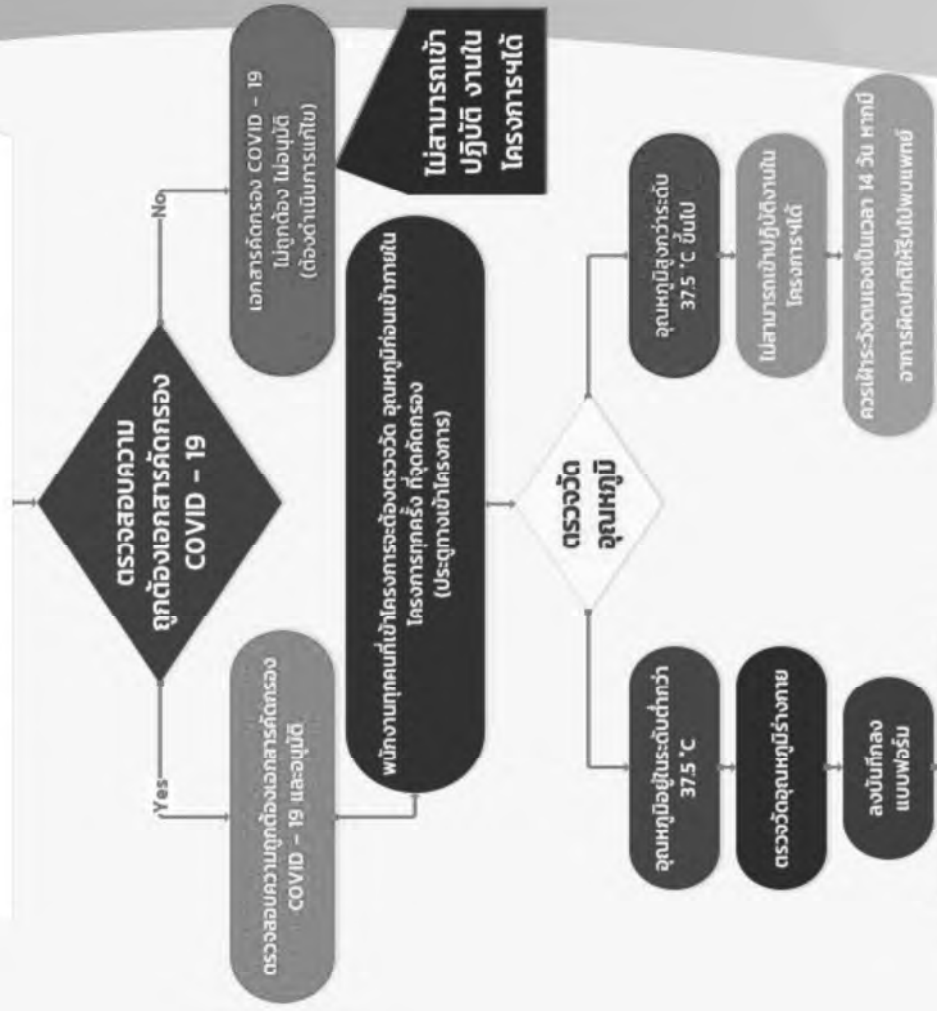 ตรวจสอบความ
ถูกต้องเอกสารคัดกรอง
COVID - 19
Yes
No
ตรวจสอบความถูกต้องเอกสารคัดกรอง
COVID - 19 และอนุมัติ
เอกสารคัดกรอง COVID - 19
ไม่ถูกต้อง ไม่อนุมัติ
(ต้องดำเนินการแก้ไข)
ไม่สามารถเข้า
ปฏิบัติ งานใน
โครงการฯได้
พนักงานทุกคนที่เข้าโครงการจะต้องตรวจวัด อุณหภูมิก่อนเข้าภายใน
โครงการทุกครั้ง ที่จุดคัดกรอง
(ประตูทางเข้าโครงการ)
ตรวจวัด
อุณหภูมิ
อุณหภูมิอยู่ในระดับต่ำกว่า
37.5 °C
ตรวจวัดอุณหภูมิร่างกาย
ลงบันทึกลง
แบบฟอร์ม
อุณหภูมิสูงกว่าระดับ
37.5 °C ขึ้นไป
ไม่สามารถเข้าปฏิบัติงานใน
โครงการฯได้
ควรเฝ้าระวังตนเองเป็นเวลา 14 วัน หากมี
อาการผิดปกติให้รีบไปพบแพทย์